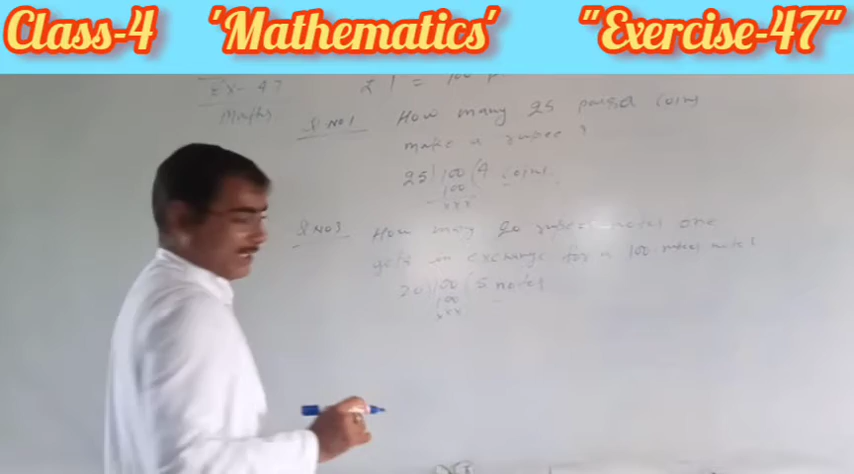 Class-4 'Mathematics' "Exercise-47"
Ex-47 ₹ 1 = 100 p
Maths
Q.No1 How many 25 paisa coins
make a rupee ?
25) 100 (4 coins.
100
xxx
Q.No3 How many 20 rupees notes one
gets in exchange for a 100 rupees notes
20) 100 (5 notes
100
xxx